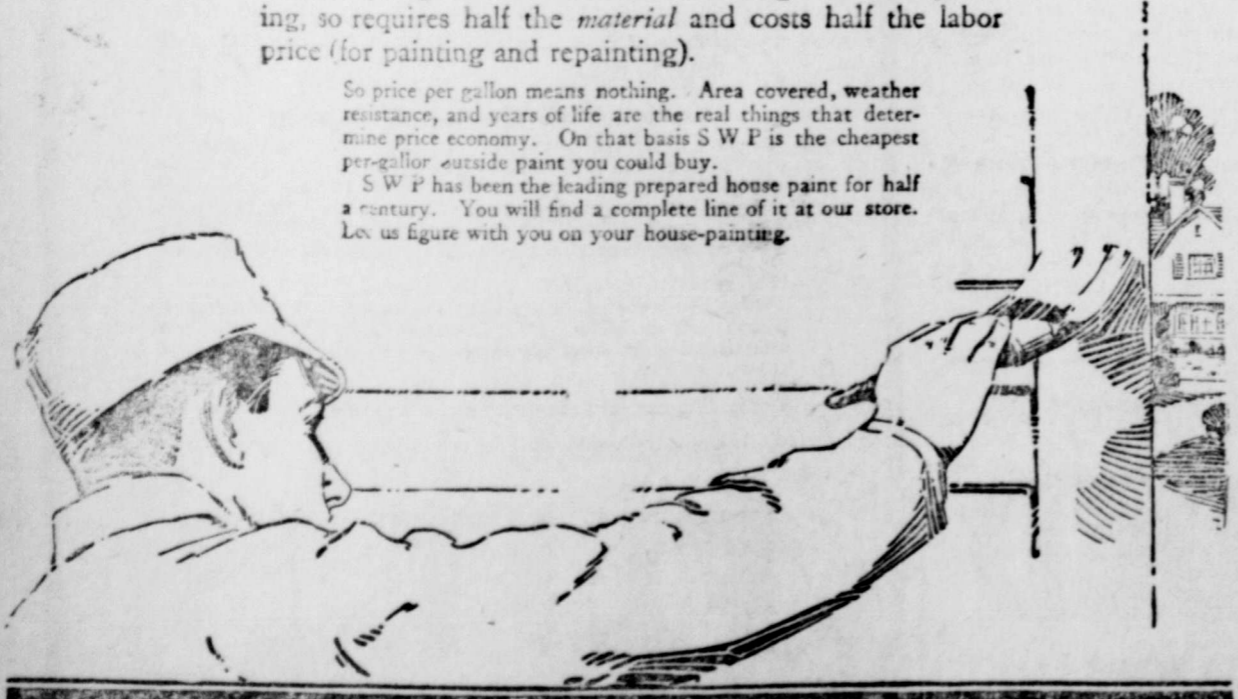 ing, so requires half the material and costs half the labor
price (for painting and repainting).
So price per gallon means nothing. Area covered, weather
resistance, and years of life are the real things that deter-
mine price economy. On that basis S W P is the cheapest
per-gallon outside paint you could buy.
S W P has been the leading prepared house paint for half
a century. You will find a complete line of it at our store.
Let us figure with you on your house-painting.